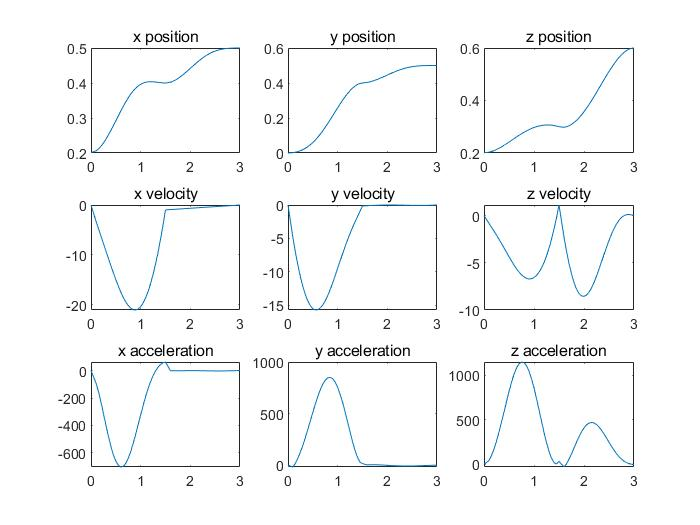 x position
y position
z position
0.5
0.4
0.3
0.2
0 1 2 3
0.6
0.4
0.2
0
0 1 2 3
0.6
0.4
0.2
0 1 2 3
x velocity
y velocity
z velocity
0
-10
-20
0 1 2 3
0
-5
-10
-15
0 1 2 3
0
-5
-10
0 1 2 3
x acceleration
y acceleration
z acceleration
0
-200
-400
-600
0 1 2 3
1000
500
0
0 1 2 3
1000
500
0
0 1 2 3